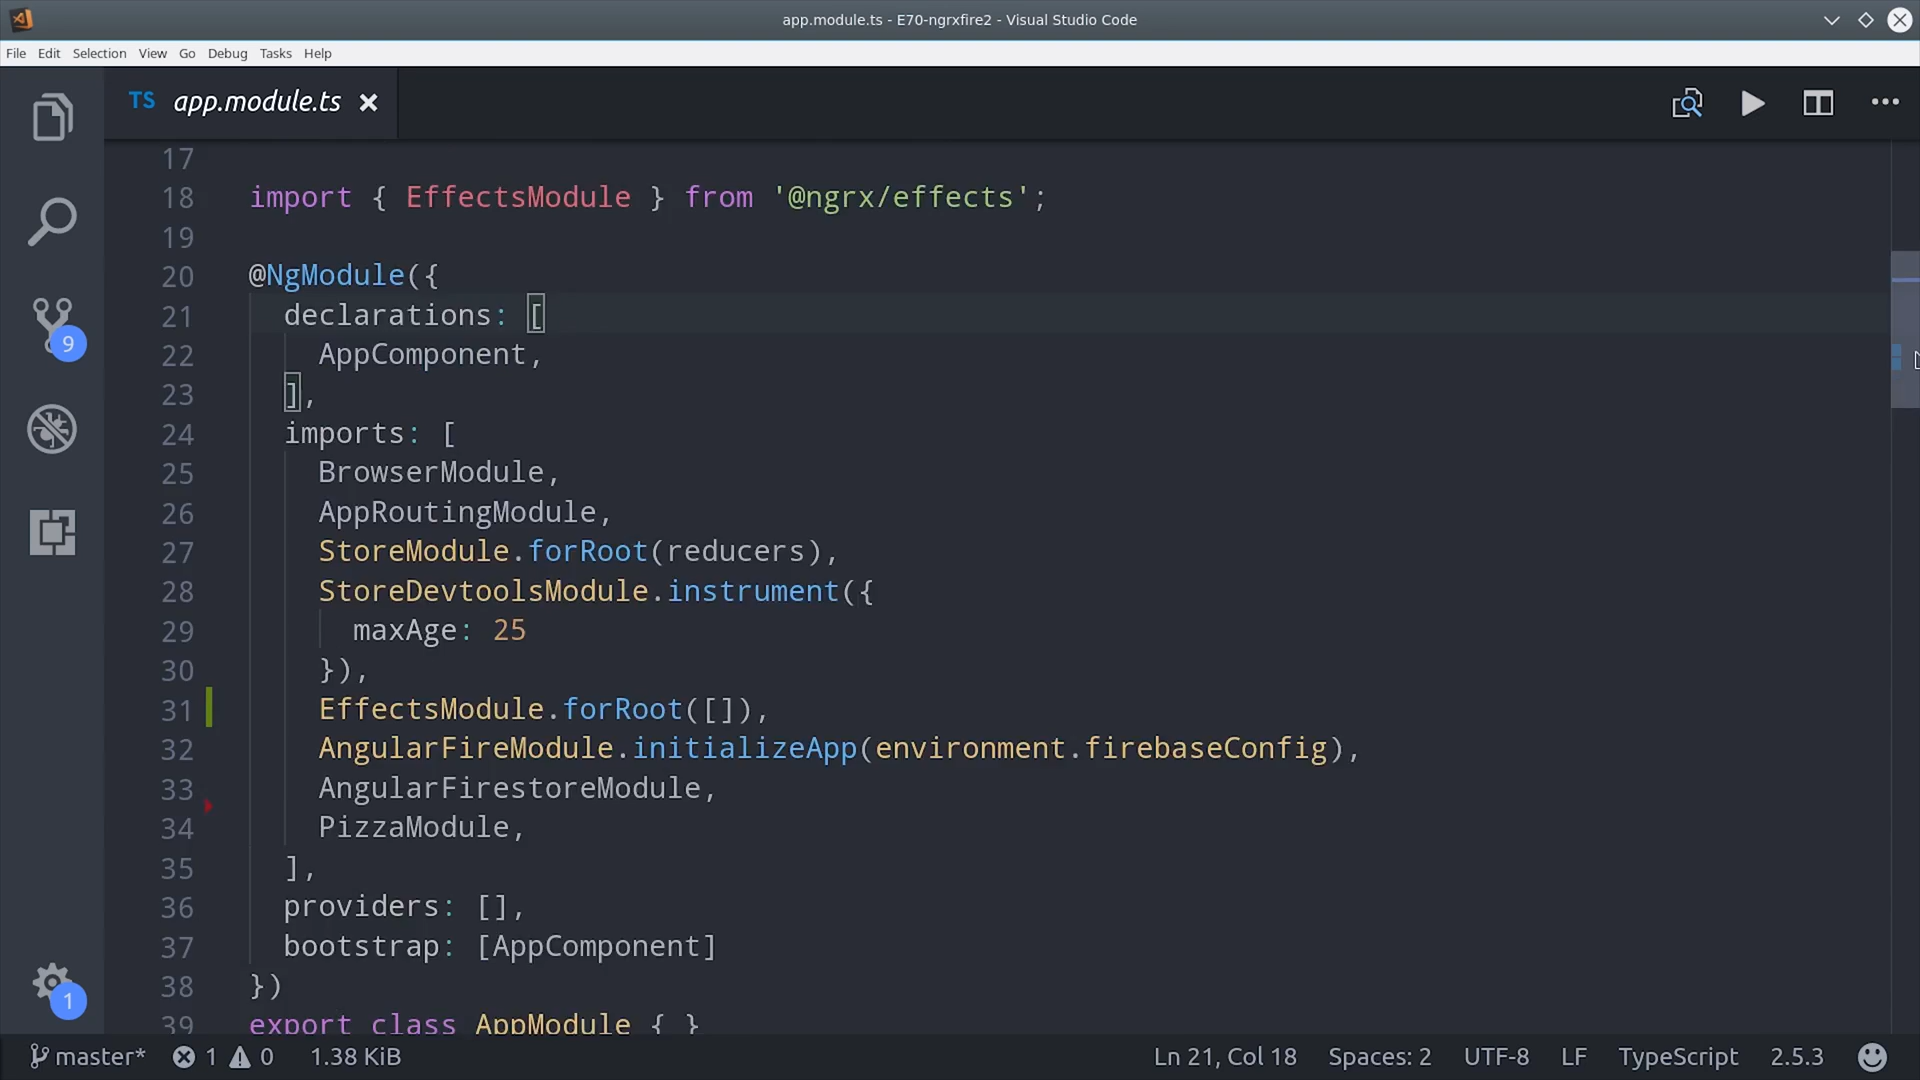 app.module.ts - E70-ngrxfire2 - Visual Studio Code
File Edit Selection View Go Debug Tasks Help
TS app.module.ts
17
18 import { EffectsModule } from '@ngrx/effects';
19
20 @NgModule({
21 declarations: [
22 AppComponent,
23 ],
24 imports: [
25 BrowserModule,
26 AppRoutingModule,
27 StoreModule.forRoot(reducers),
28 StoreDevtoolsModule.instrument({
29 maxAge: 25
30 }),
31 EffectsModule.forRoot([]),
32 AngularFireModule.initializeApp(environment.firebaseConfig),
33 AngularFirestoreModule,
34 PizzaModule,
35 ],
36 providers: [],
37 bootstrap: [AppComponent]
38 })
39 export class AppModule { }
9
1
master* 1 0 1.38 KiB Ln 21, Col 18 Spaces: 2 UTF-8 LF TypeScript 2.5.3